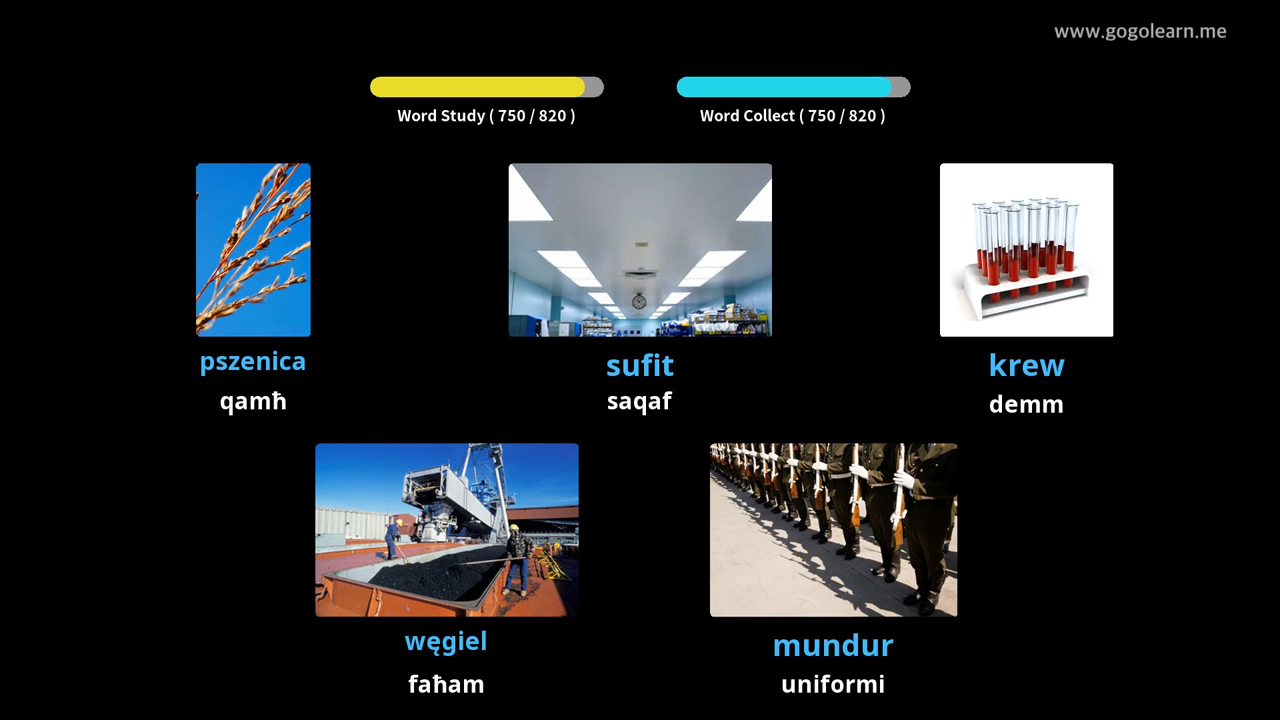 www.gogolearn.me
Word Study ( 750 / 820 )
Word Collect ( 750 / 820 )
pszenica
qamħ
sufit
saqaf
krew
demm
węgiel
faħam
mundur
uniformi